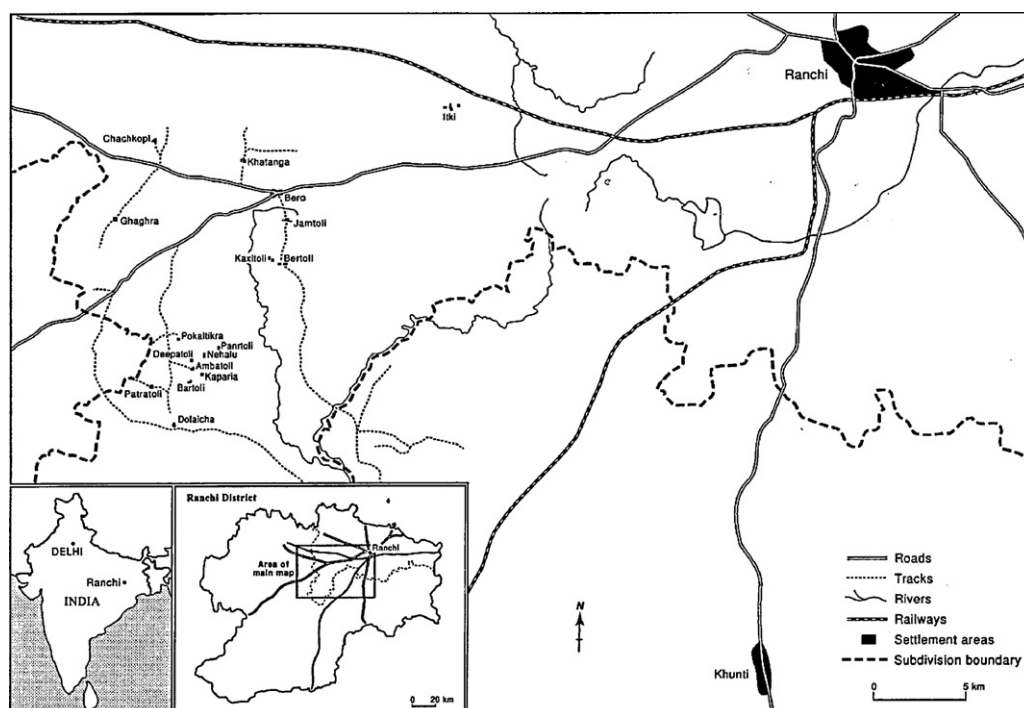 Ranchi
Itki
Chachkopi
Khatanga
Bero
Ghaghra
Jamtoli
Kaxitoli
Bertoli
Pokaltikra
Panrtoli
Deepatoli
Nehalu
Ambatoli
Kaparia
Patratoli
Bartoli
Dolaicha
Ranchi District
DELHI
Ranchi
INDIA
Ranchi
Area of
main map
0 20 km
N
Khunti
Roads
Tracks
Rivers
Railways
Settlement areas
Subdivision boundary
0 5 km